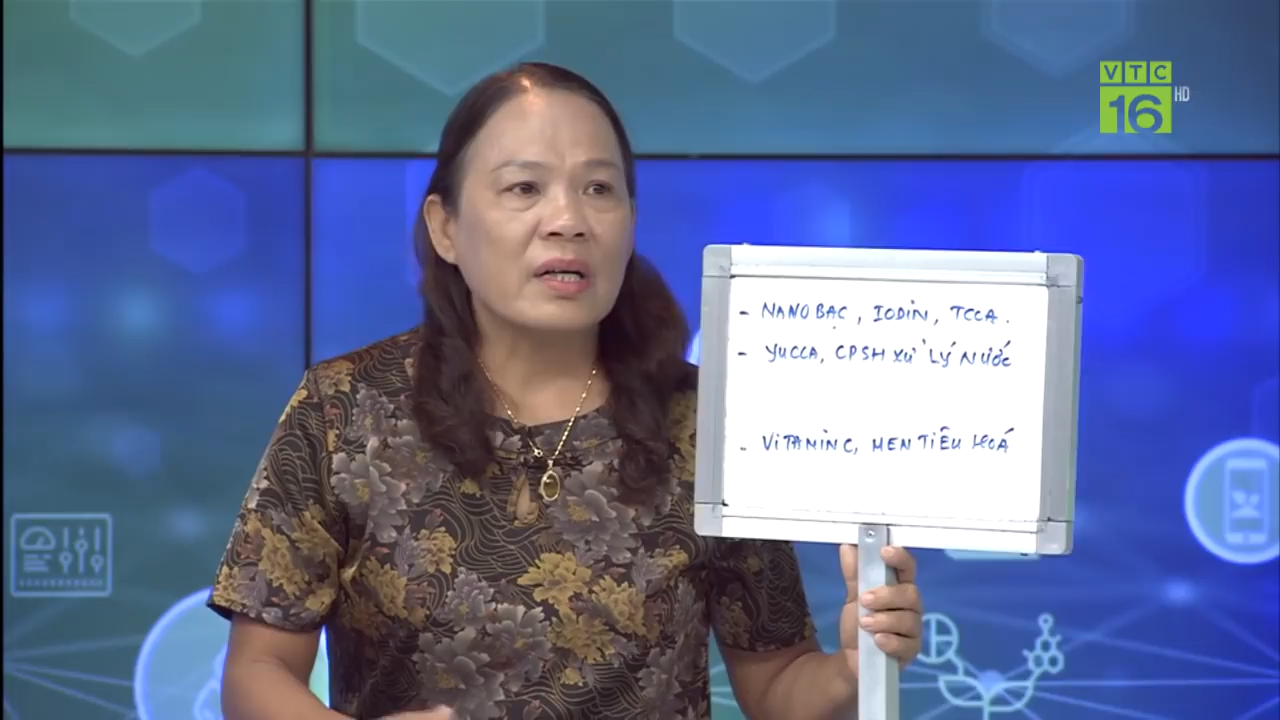 VTC
16 HD
- NANO BẠC, IODIN, TCCA.
- YUCCA, CPSH XỬ LÝ NƯỚC
- VITAMIN C, MEN TIÊU HOÁ